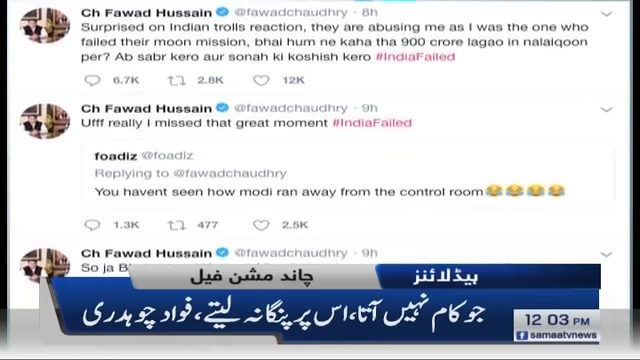 Ch Fawad Hussain @fawadchaudhry · 8h
Surprised on Indian trolls reaction, they are abusing me as I was the one who
failed their moon mission, bhai hum ne kaha tha 900 crore lagao in nalaiqoon
per? Ab sabr kero aur sonah ki koshish kero #IndiaFailed
6.7K 2.8K 12K
Ch Fawad Hussain @fawadchaudhry · 9h
Ufff really I missed that great moment #IndiaFailed
foadiz @foadiz
Replying to @fawadchaudhry
You havent seen how modi ran away from the control room😂😂😂😂
1.3K 477 2.5K
Ch Fawad Hussain @fawadchaudhry · 9h
So ja B
ہیڈلائنز چاند مشن فیل
جو کام نہیں آتا، اس پر پنگا نہ لیتے، فواد چوہدری
12:03 PM
f samaatvnews